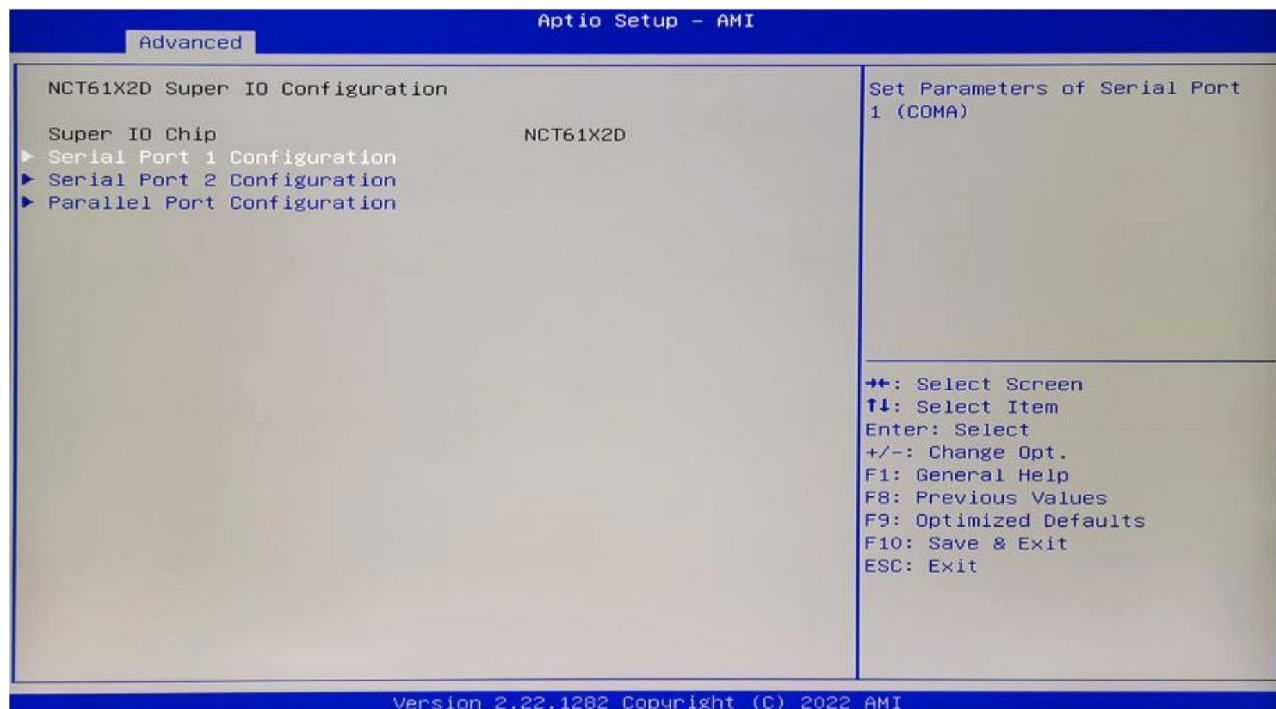 Aptio Setup – AMI
Advanced
NCT61X2D Super IO Configuration
Super IO Chip NCT61X2D
▶ Serial Port 1 Configuration
▶ Serial Port 2 Configuration
▶ Parallel Port Configuration
Set Parameters of Serial Port
1 (COMA)
→←: Select Screen
↑↓: Select Item
Enter: Select
+/-: Change Opt.
F1: General Help
F8: Previous Values
F9: Optimized Defaults
F10: Save & Exit
ESC: Exit
Version 2.22.1282 Copyright (C) 2022 AMI